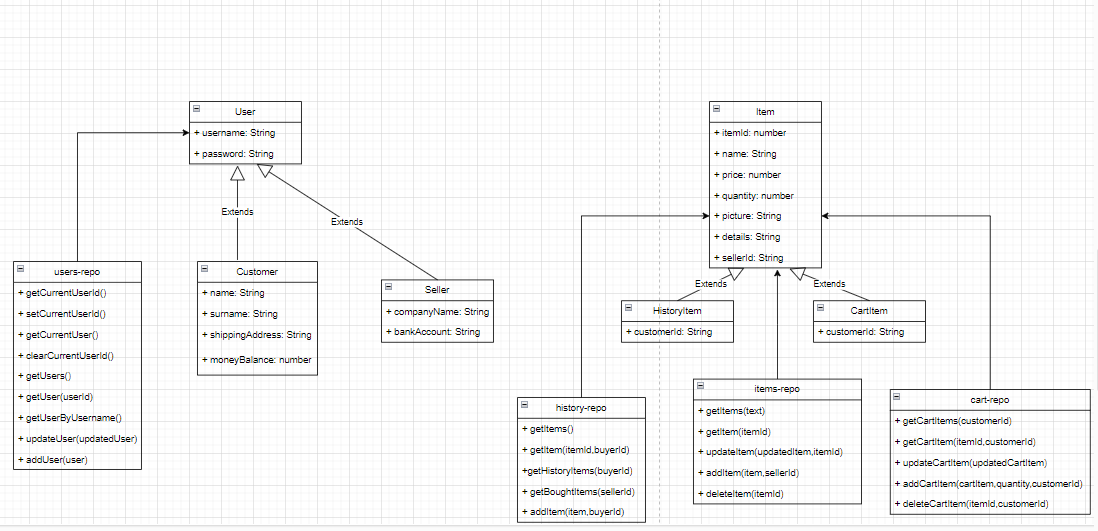 User
+ username: String
+ password: String
Extends
Extends
users-repo
+ getCurrentUserId()
+ setCurrentUserId()
+ getCurrentUser()
+ clearCurrentUserId()
+ getUsers()
+ getUser(userId)
+ getUserByUsername()
+ updateUser(updatedUser)
+ addUser(user)
Customer
+ name: String
+ surname: String
+ shippingAddress: String
+ moneyBalance: number
Seller
+ companyName: String
+ bankAccount: String
Item
+ itemId: number
+ name: String
+ price: number
+ quantity: number
+ picture: String
+ details: String
+ sellerId: String
Extends
Extends
HistoryItem
+ customerId: String
CartItem
+ customerId: String
history-repo
+ getItems()
+ getItem(itemId,buyerId)
+getHistoryItems(buyerId)
+ getBoughtItems(sellerId)
+ addItem(item,buyerId)
items-repo
+ getItems(text)
+ getItem(itemId)
+ updateItem(updatedItem,itemId)
+ addItem(item,sellerId)
+ deleteItem(itemId)
cart-repo
+ getCartItems(customerId)
+ getCartItem(itemId,customerId)
+ updateCartItem(updatedCartItem)
+ addCartItem(cartItem,quantity,customerId)
+ deleteCartItem(itemId,customerId)